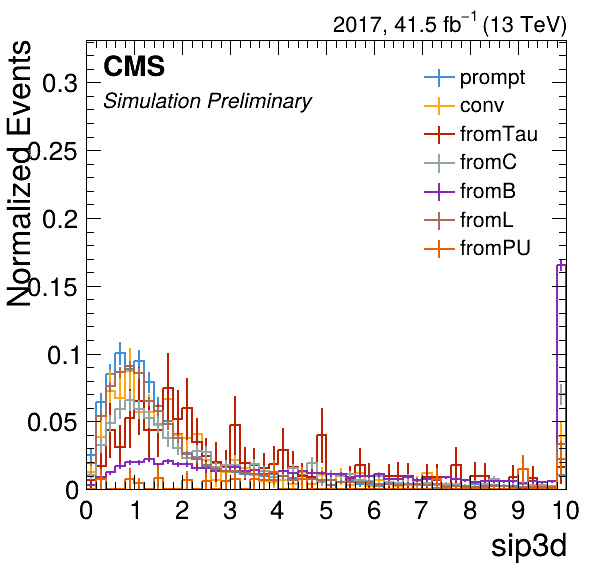 2017, 41.5 fb⁻¹ (13 TeV)
CMS
Simulation Preliminary
prompt
conv
fromTau
fromC
fromB
fromL
fromPU
Normalized Events
0.3
0.25
0.2
0.15
0.1
0.05
0
0 1 2 3 4 5 6 7 8 9 10
sip3d